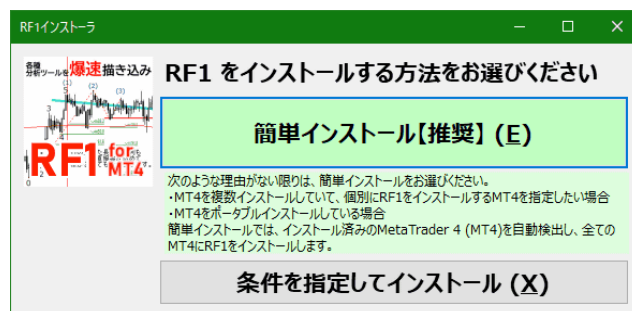 RF1インストーラ
各種
分析ツールを爆速描き込み
(1) (2) (3)
RF1 for
MT4
RF1 をインストールする方法をお選びください
簡単インストール【推奨】 (E)
次のような理由がない限りは、簡単インストールをお選びください。
・MT4を複数インストールしていて、個別にRF1をインストールするMT4を指定したい場合
・MT4をポータブルインストールしている場合
簡単インストールでは、インストール済みのMetaTrader 4 (MT4)を自動検出し、全ての
MT4にRF1をインストールします。
条件を指定してインストール (X)